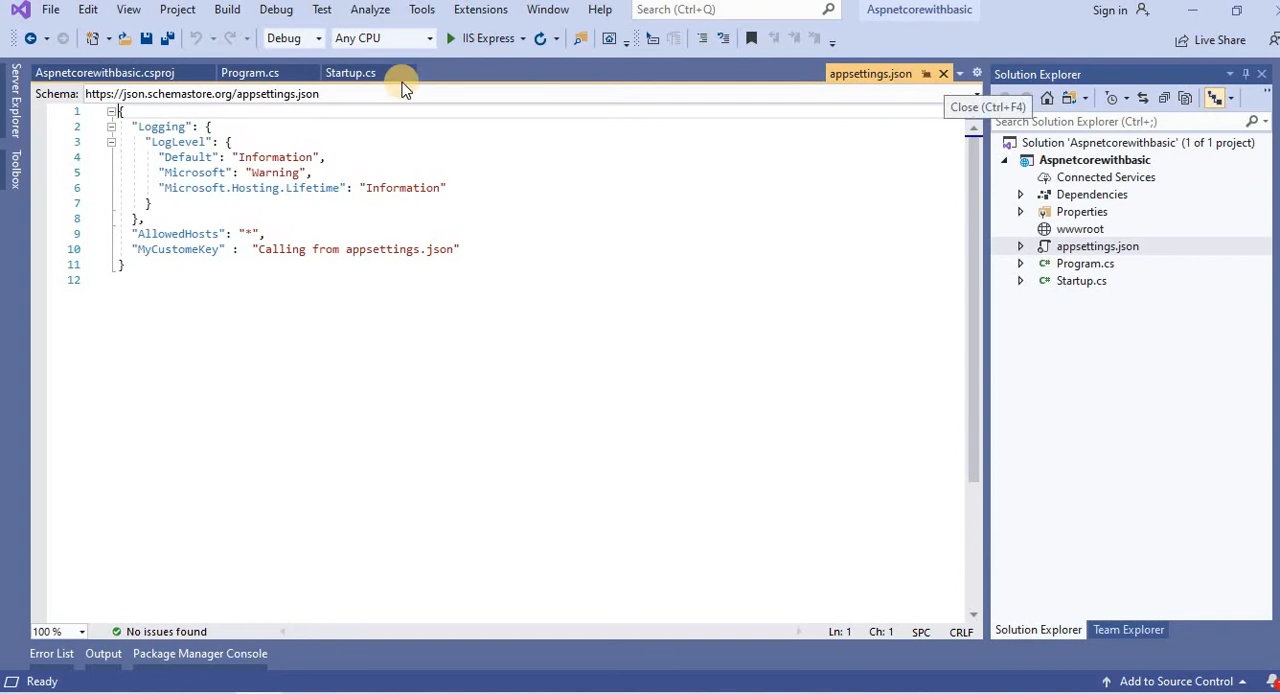 File Edit View Project Build Debug Test Analyze Tools Extensions Window Help Search (Ctrl+Q) Aspnetcorewithbasic Sign in
Debug Any CPU IIS Express Live Share
Server Explorer
Toolbox
Aspnetcorewithbasic.csproj Program.cs Startup.cs appsettings.json
Schema: https://json.schemastore.org/appsettings.json
Close (Ctrl+F4)
1 {
2 "Logging": {
3 "LogLevel": {
4 "Default": "Information",
5 "Microsoft": "Warning",
6 "Microsoft.Hosting.Lifetime": "Information"
7 }
8 },
9 "AllowedHosts": "*",
10 "MyCustomeKey" : "Calling from appsettings.json"
11 }
12
100 % No issues found Ln: 1 Ch: 1 SPC CRLF
Solution Explorer
Search Solution Explorer (Ctrl+;)
Solution 'Aspnetcorewithbasic' (1 of 1 project)
Aspnetcorewithbasic
Connected Services
Dependencies
Properties
wwwroot
appsettings.json
Program.cs
Startup.cs
Solution Explorer Team Explorer
Error List Output Package Manager Console
Ready Add to Source Control